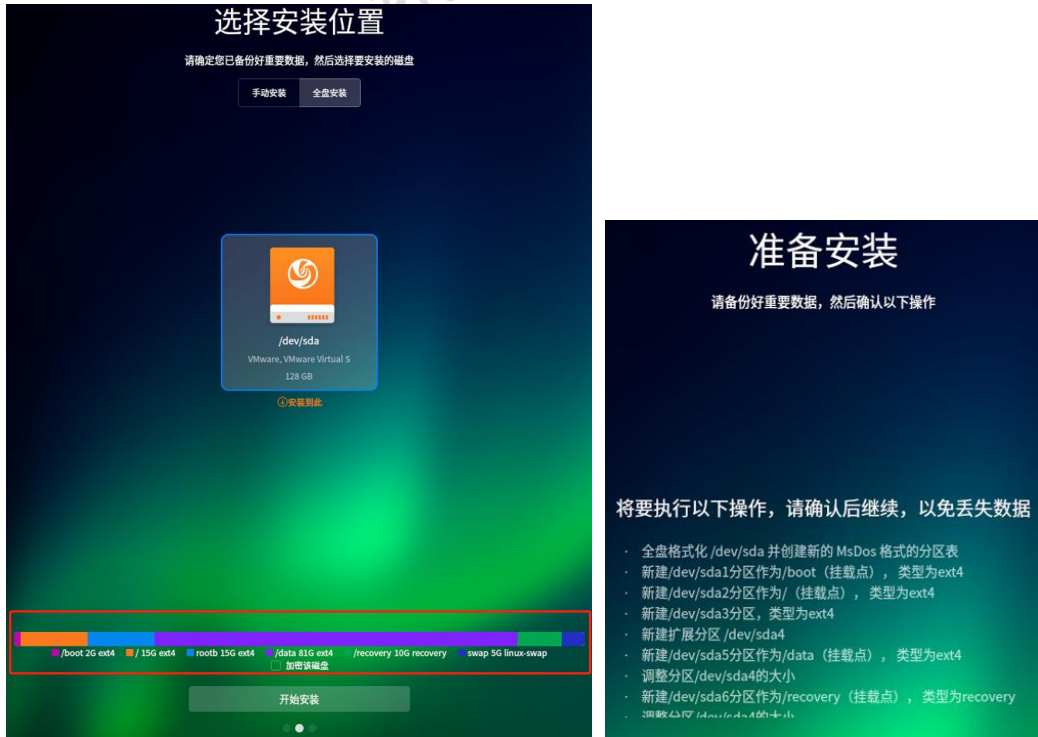 选择安装位置
请确定您已备份好重要数据，然后选择要安装的磁盘
手动安装 全盘安装
/dev/sda
VMware, VMware Virtual S
128 GB
安装到此
/boot 2G ext4 / 15G ext4 rootb 15G ext4 /data 81G ext4 /recovery 10G recovery swap 5G linux-swap
加密该磁盘
开始安装
准备安装
请备份好重要数据，然后确认以下操作
将要执行以下操作，请确认后继续，以免丢失数据
· 全盘格式化 /dev/sda 并创建新的 MsDos 格式的分区表
· 新建/dev/sda1分区作为/boot（挂载点），类型为ext4
· 新建/dev/sda2分区作为/（挂载点），类型为ext4
· 新建/dev/sda3分区，类型为ext4
· 新建扩展分区 /dev/sda4
· 新建/dev/sda5分区作为/data（挂载点），类型为ext4
· 调整分区/dev/sda4的大小
· 新建/dev/sda6分区作为/recovery（挂载点），类型为recovery
· 调整分区/dev/sda4的大小